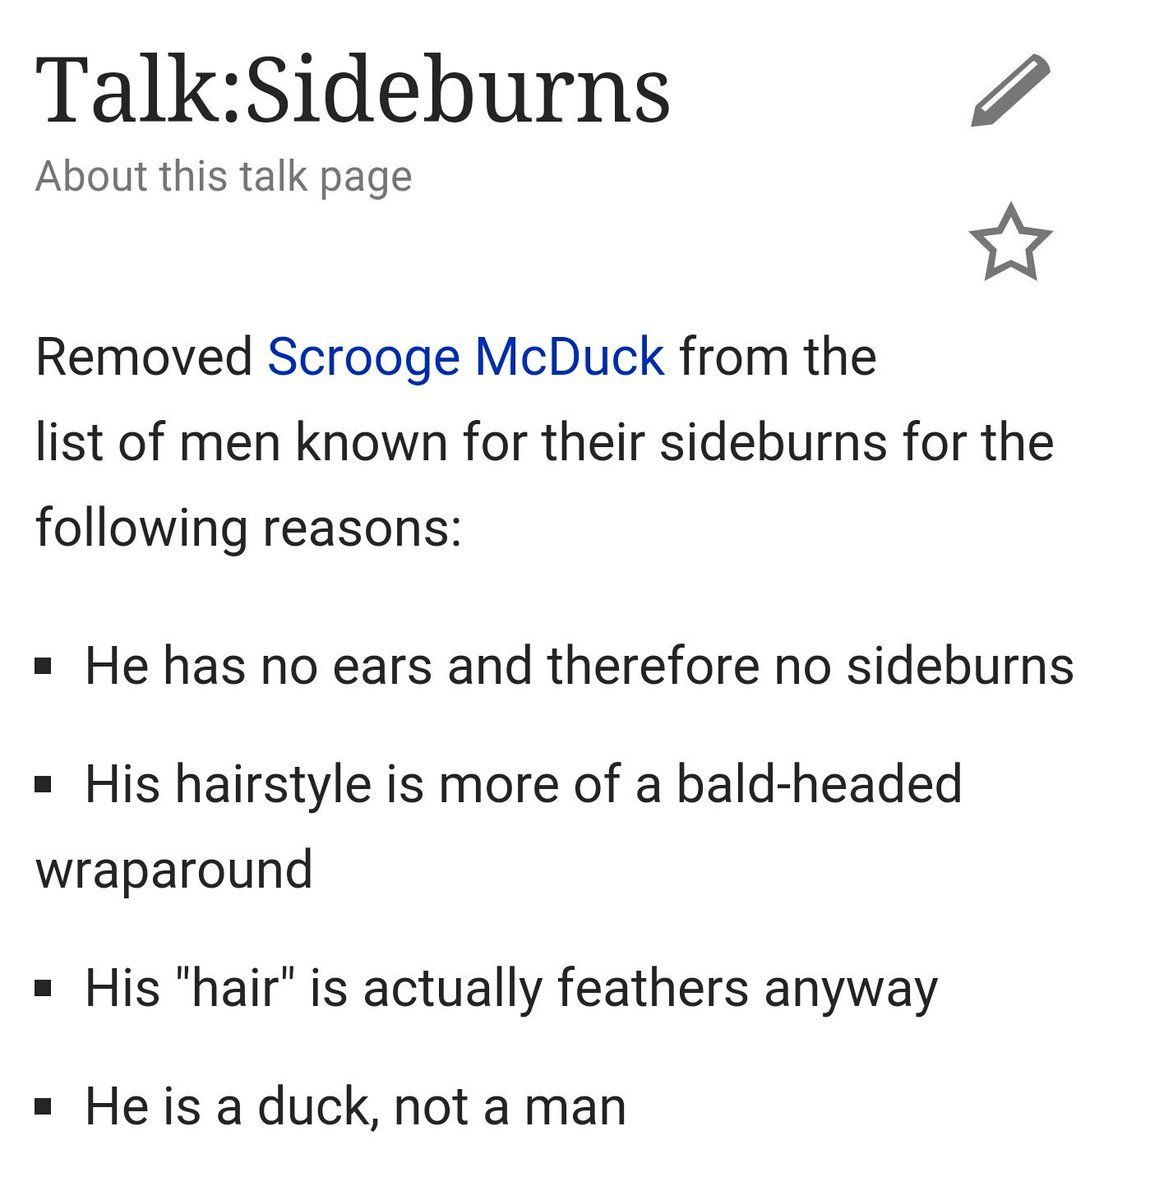 Talk:Sideburns
About this talk page
Removed Scrooge McDuck from the
list of men known for their sideburns for the
following reasons:
▪ He has no ears and therefore no sideburns
▪ His hairstyle is more of a bald-headed
wraparound
▪ His "hair" is actually feathers anyway
▪ He is a duck, not a man